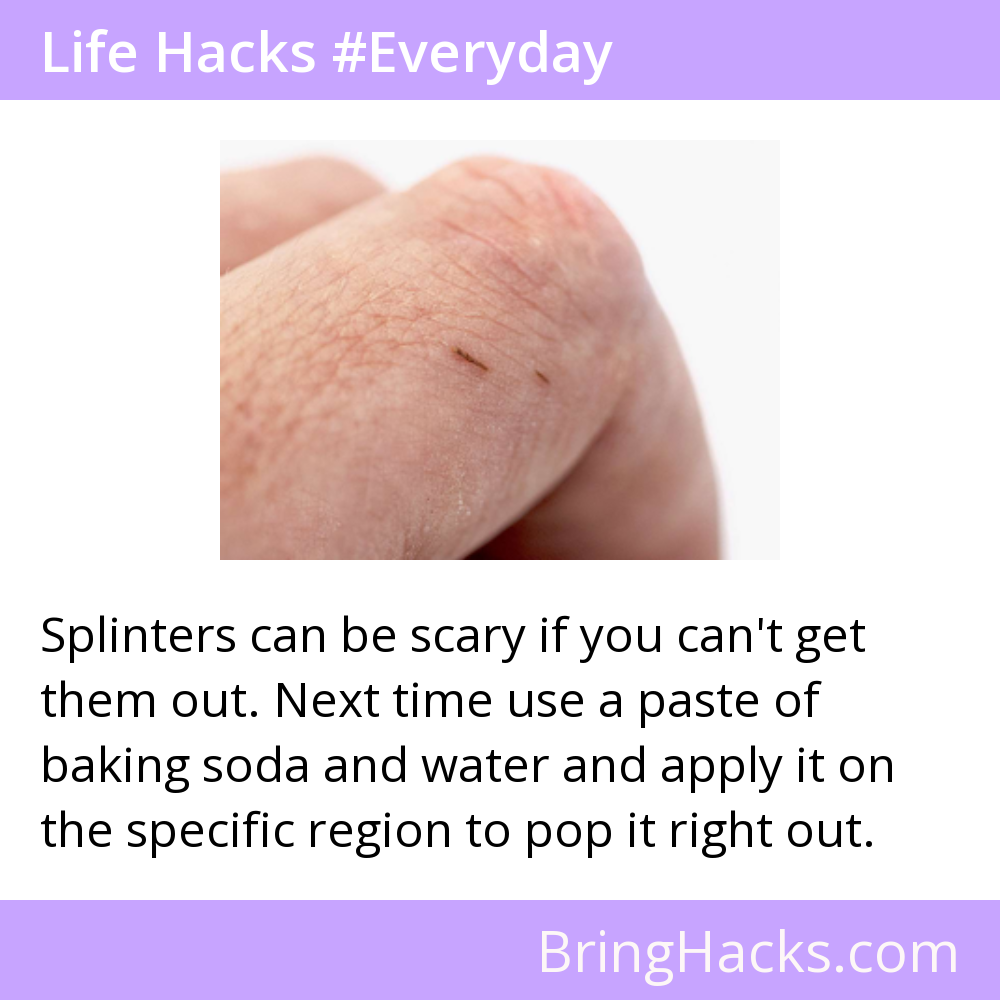 Life Hacks #Everyday
Splinters can be scary if you can't get
them out. Next time use a paste of
baking soda and water and apply it on
the specific region to pop it right out.
BringHacks.com